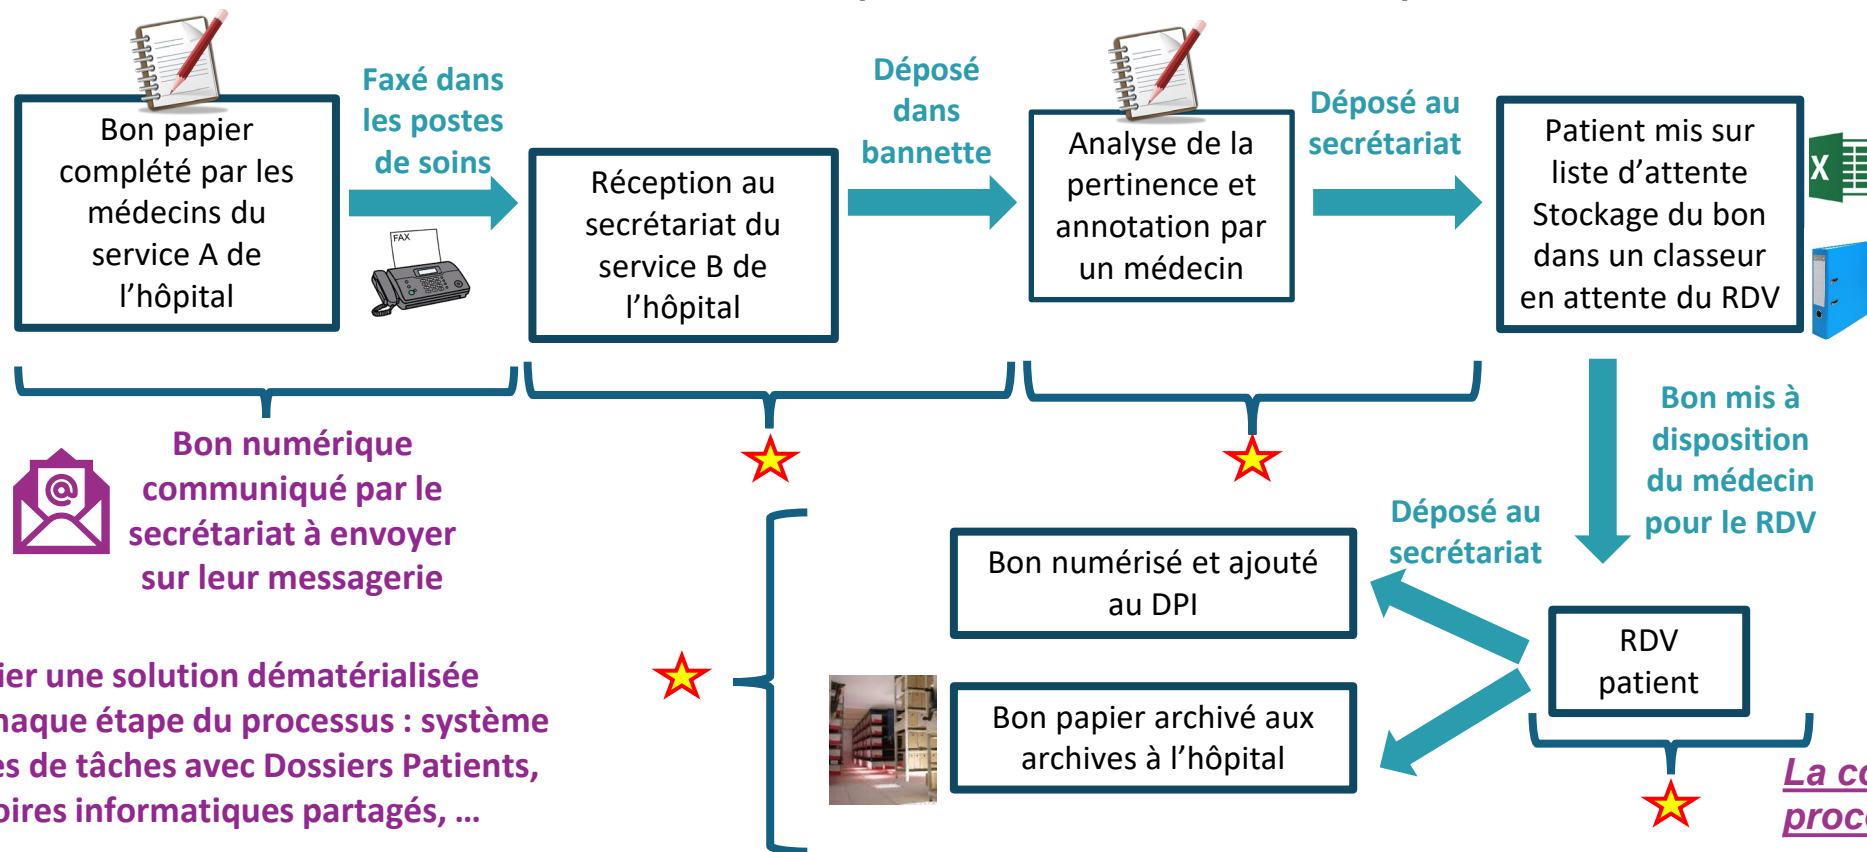 Bon papier
complété par les
médecins du
service A de
l’hôpital
Faxé dans
les postes
de soins
FAX
Réception au
secrétariat du
service B de
l’hôpital
Déposé
dans
bannette
Analyse de la
pertinence et
annotation par
un médecin
Déposé au
secrétariat
Patient mis sur
liste d’attente
Stockage du bon
dans un classeur
en attente du RDV
X
Bon numérique
communiqué par le
secrétariat à envoyer
sur leur messagerie
@
Bon mis à
disposition
du médecin
pour le RDV
Déposé au
secrétariat
Bon numérisé et ajouté
au DPI
RDV
patient
Bon papier archivé aux
archives à l’hôpital
ier une solution dématérialisée
haque étape du processus : système
es de tâches avec Dossiers Patients,
oires informatiques partagés, ...
La co
proc